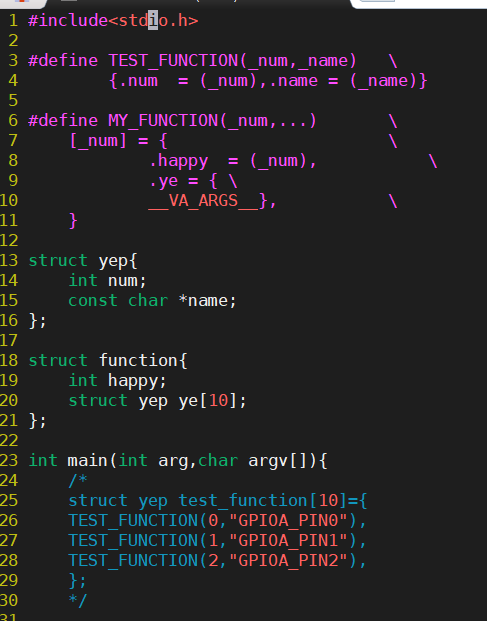 1 #include<stdio.h>
2
3 #define TEST_FUNCTION(_num,_name)   \
4         {.num  = (_num),.name = (_name)}
5
6 #define MY_FUNCTION(_num,...)       \
7     [_num] = {                      \
8             .happy  = (_num),           \
9             .ye = { \
10             __VA_ARGS__},           \
11     }
12
13 struct yep{
14     int num;
15     const char *name;
16 };
17
18 struct function{
19     int happy;
20     struct yep ye[10];
21 };
22
23 int main(int arg,char argv[]){
24     /*
25     struct yep test_function[10]={
26     TEST_FUNCTION(0,"GPIOA_PIN0"),
27     TEST_FUNCTION(1,"GPIOA_PIN1"),
28     TEST_FUNCTION(2,"GPIOA_PIN2"),
29     };
30     */
31